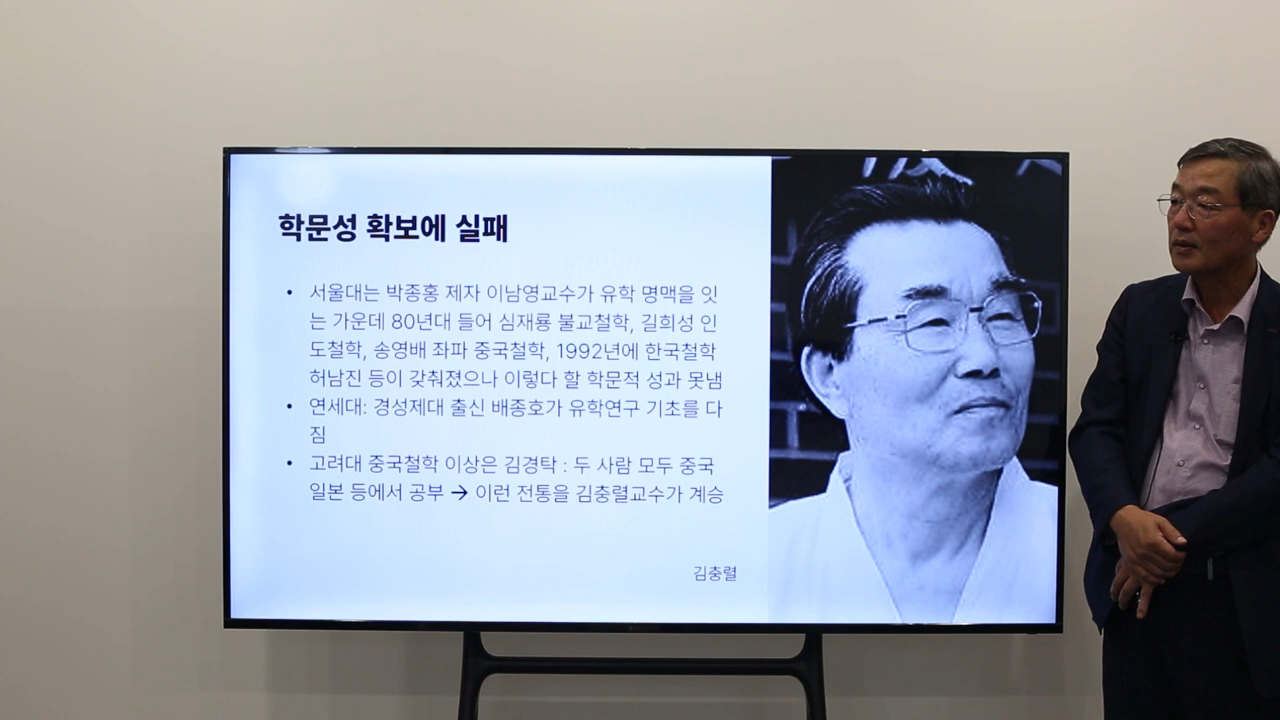 학문성 확보에 실패
• 서울대는 박종홍 제자 이남영교수가 유학 명맥을 잇
는 가운데 80년대 들어 심재룡 불교철학, 길희성 인
도철학, 송영배 좌파 중국철학, 1992년에 한국철학
허남진 등이 갖춰졌으나 이렇다 할 학문적 성과 못냄
• 연세대: 경성제대 출신 배종호가 유학연구 기초를 다
짐
• 고려대 중국철학 이상은 김경탁 : 두 사람 모두 중국
일본 등에서 공부 → 이런 전통을 김충렬교수가 계승
김충렬